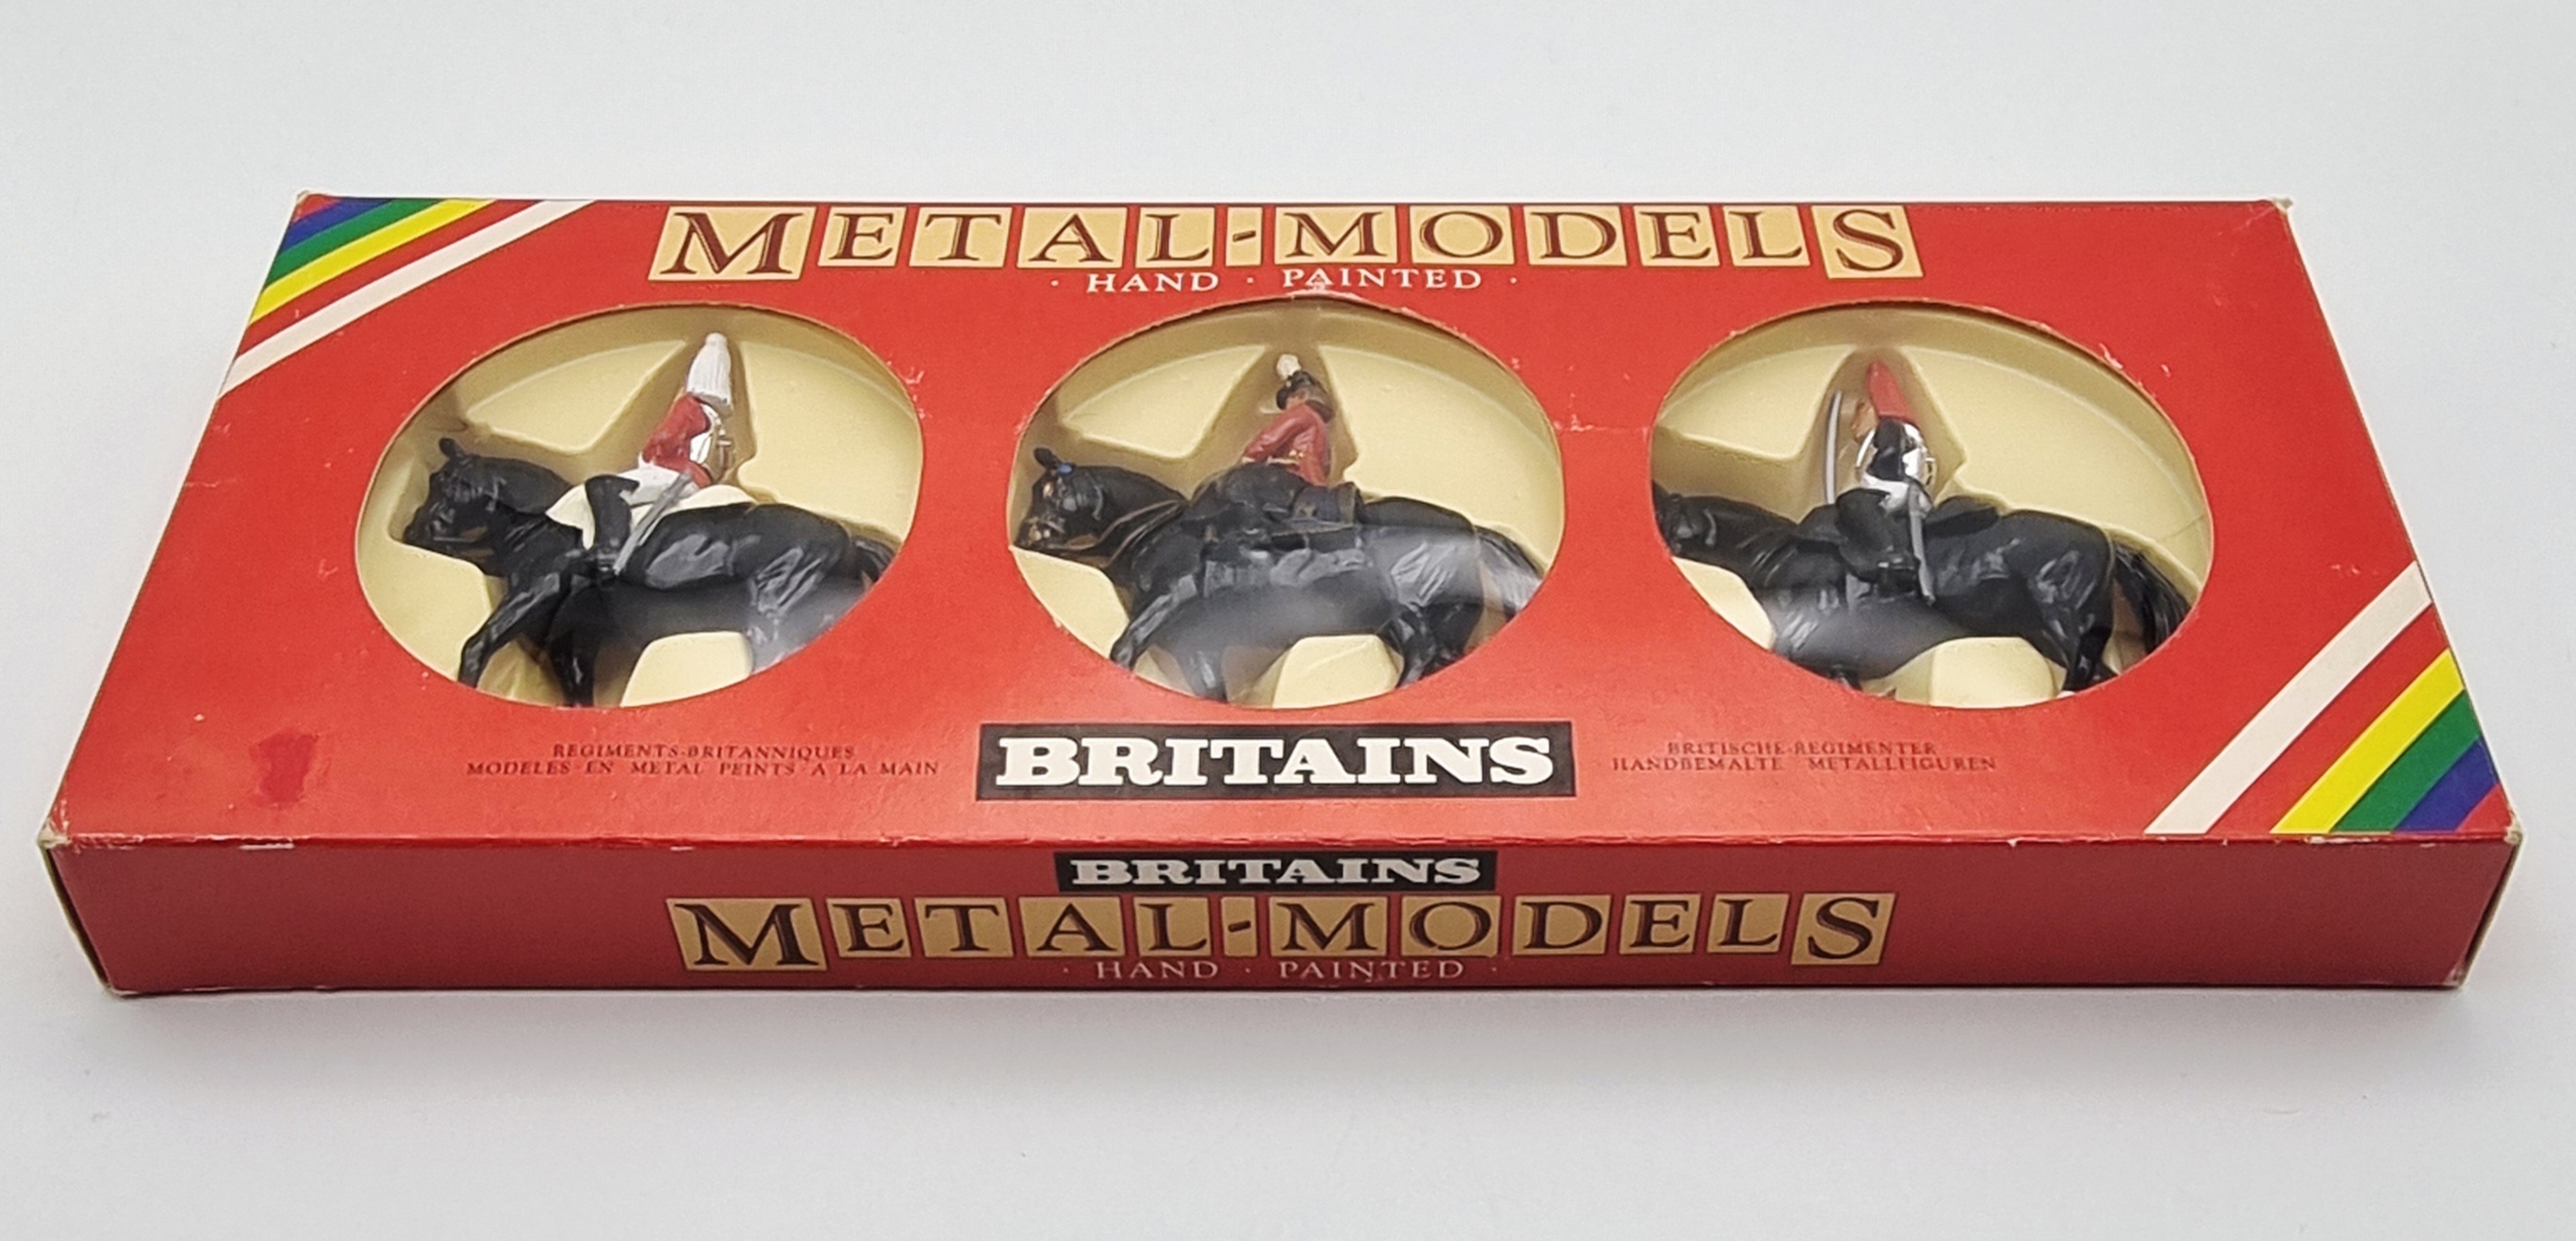 METAL-MODELS
· HAND · PAINTED ·
REGIMENTS·BRITANNIQUES
MODELES·EN METAL PEINTS·A LA MAIN
BRITAINS
BRITISCHE·REGIMENTER
HANDBEMALTE METALLFIGUREN
BRITAINS
METAL-MODELS
· HAND · PAINTED ·